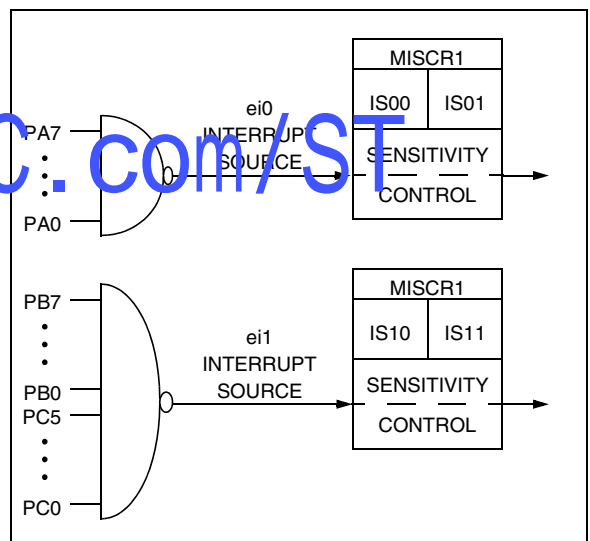 MISCR1
ei0
IS00 IS01
PA7
INTERRUPT
SOURCE
SENSITIVITY
C.com/ST
CONTROL
PA0
MISCR1
PB7
ei1
IS10 IS11
INTERRUPT
SOURCE
SENSITIVITY
PB0
PC5
CONTROL
PC0